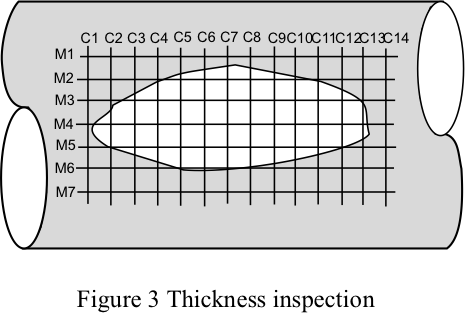 C1 C2 C3 C4 C5 C6 C7 C8 C9 C10 C11 C12 C13 C14
M1
M2
M3
M4
M5
M6
M7
Figure 3 Thickness inspection